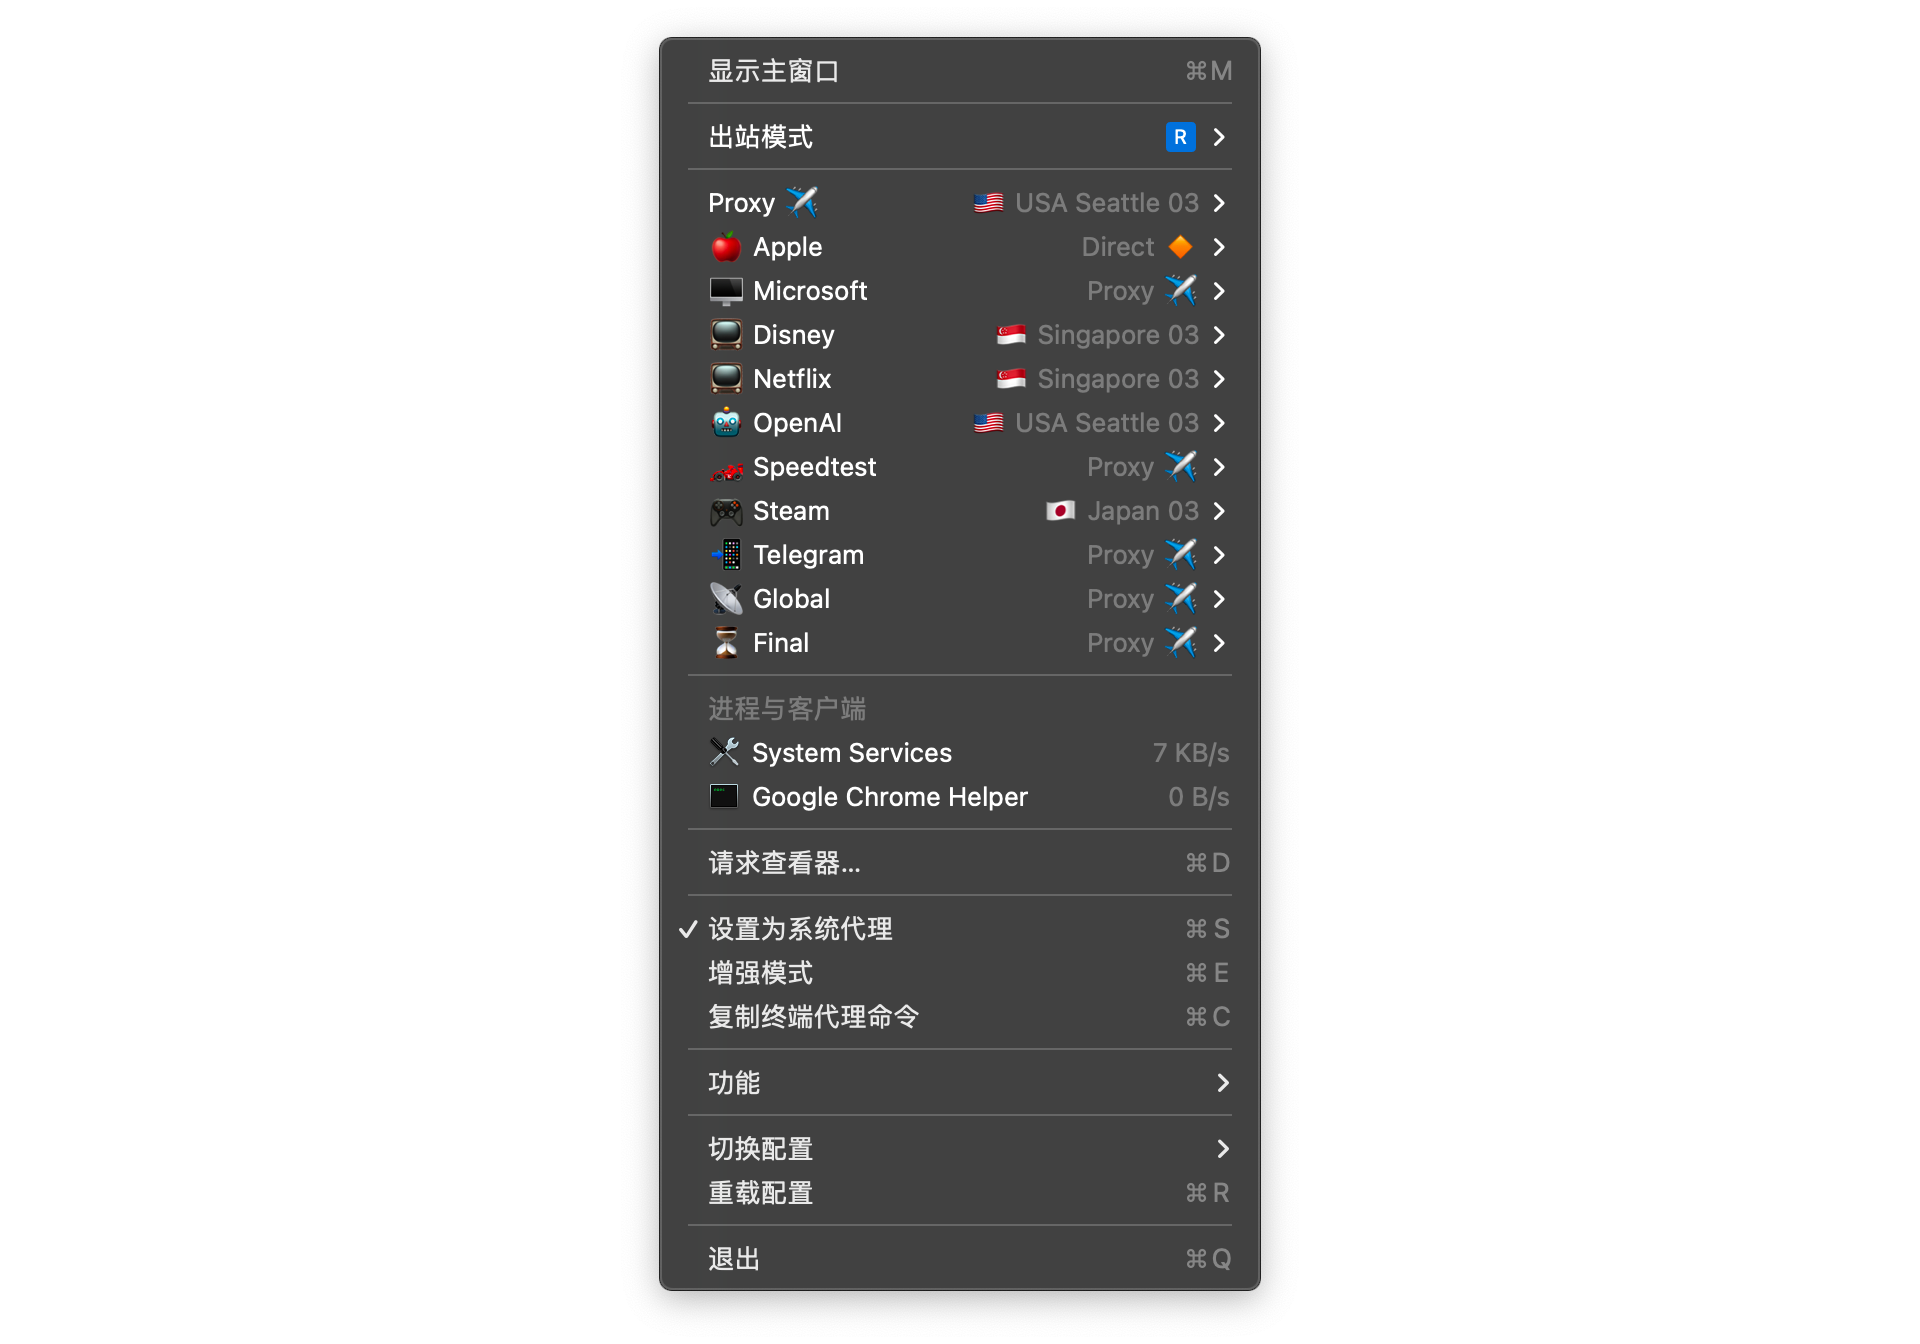 显示主窗口 ⌘M
出站模式 R
Proxy ✈️ 🇺🇸 USA Seattle 03
🍎 Apple Direct 🔶
🖥️ Microsoft Proxy ✈️
📺 Disney 🇸🇬 Singapore 03
📺 Netflix 🇸🇬 Singapore 03
🤖 OpenAI 🇺🇸 USA Seattle 03
🏎️ Speedtest Proxy ✈️
🎮 Steam 🇯🇵 Japan 03
📲 Telegram Proxy ✈️
📡 Global Proxy ✈️
⏳ Final Proxy ✈️
进程与客户端
System Services 7 KB/s
Google Chrome Helper 0 B/s
请求查看器... ⌘D
✓ 设置为系统代理 ⌘S
增强模式 ⌘E
复制终端代理命令 ⌘C
功能
切换配置
重载配置 ⌘R
退出 ⌘Q